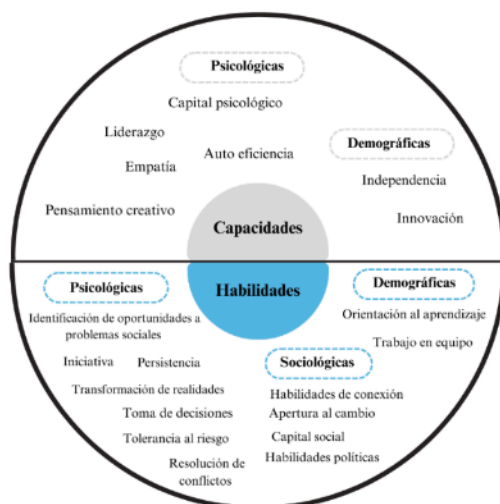 Psicológicas
Capital psicológico
Liderazgo
Auto eficiencia
Empatía
Pensamiento creativo
Demográficas
Independencia
Innovación
Capacidades
Habilidades
Psicológicas
Identificación de oportunidades a
problemas sociales
Iniciativa
Persistencia
Transformación de realidades
Toma de decisiones
Tolerancia al riesgo
Resolución de
conflictos
Sociológicas
Habilidades de conexión
Apertura al cambio
Capital social
Habilidades políticas
Demográficas
Orientación al aprendizaje
Trabajo en equipo